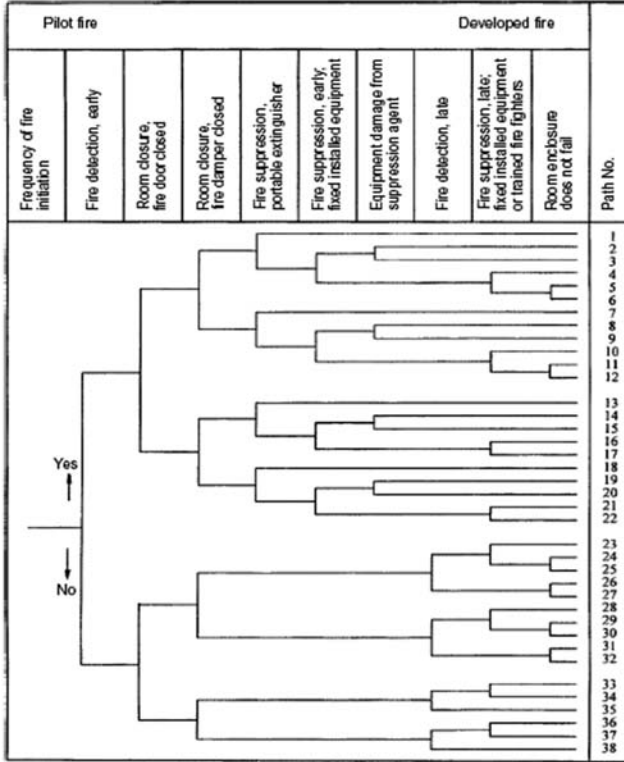 Pilot fire
Developed fire
Frequency of fire
initiation
Fire detection, early
Room closure,
fire door closed
Room closure,
fire damper closed
Fire suppression,
portable extinguisher
Fire suppression, early;
fixed installed equipment
Equipment damage from
suppression agent
Fire detection, late
Fire suppression, late;
fixed installed equipment
or trained fire fighters
Room enclosure
does not fail
Path No.
Yes
No
1
2
3
4
5
6
7
8
9
10
11
12
13
14
15
16
17
18
19
20
21
22
23
24
25
26
27
28
29
30
31
32
33
34
35
36
37
38